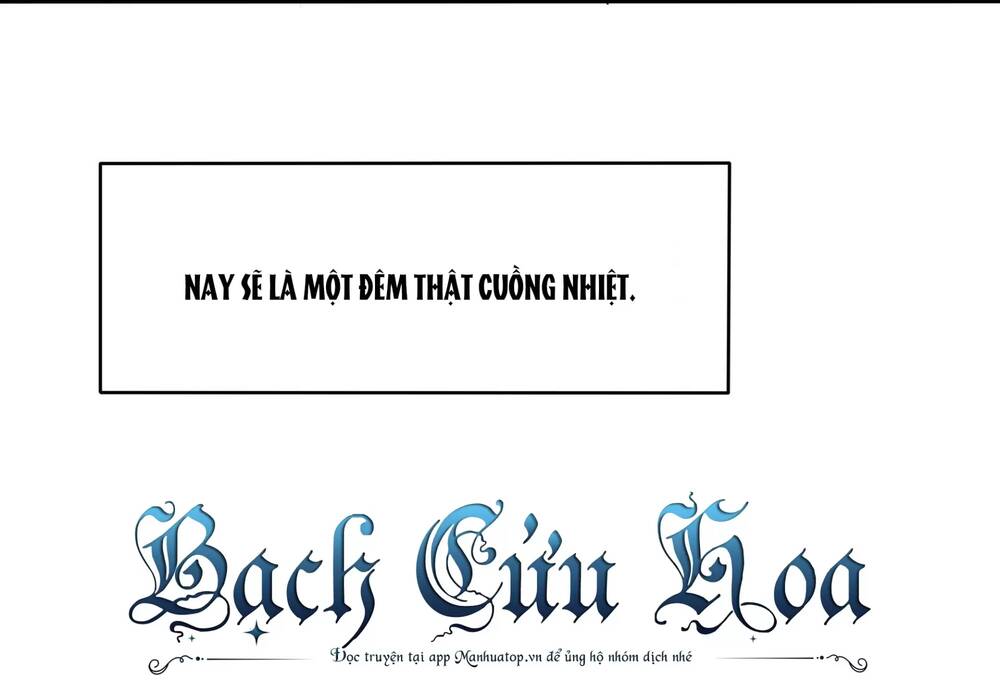 NAY SẼ LÀ MỘT ĐÊM THẬT CUỒNG NHIỆT.
Bạch Cửu Hoa
Đọc truyện tại app Manhuatop.vn để ủng hộ nhóm dịch nhé